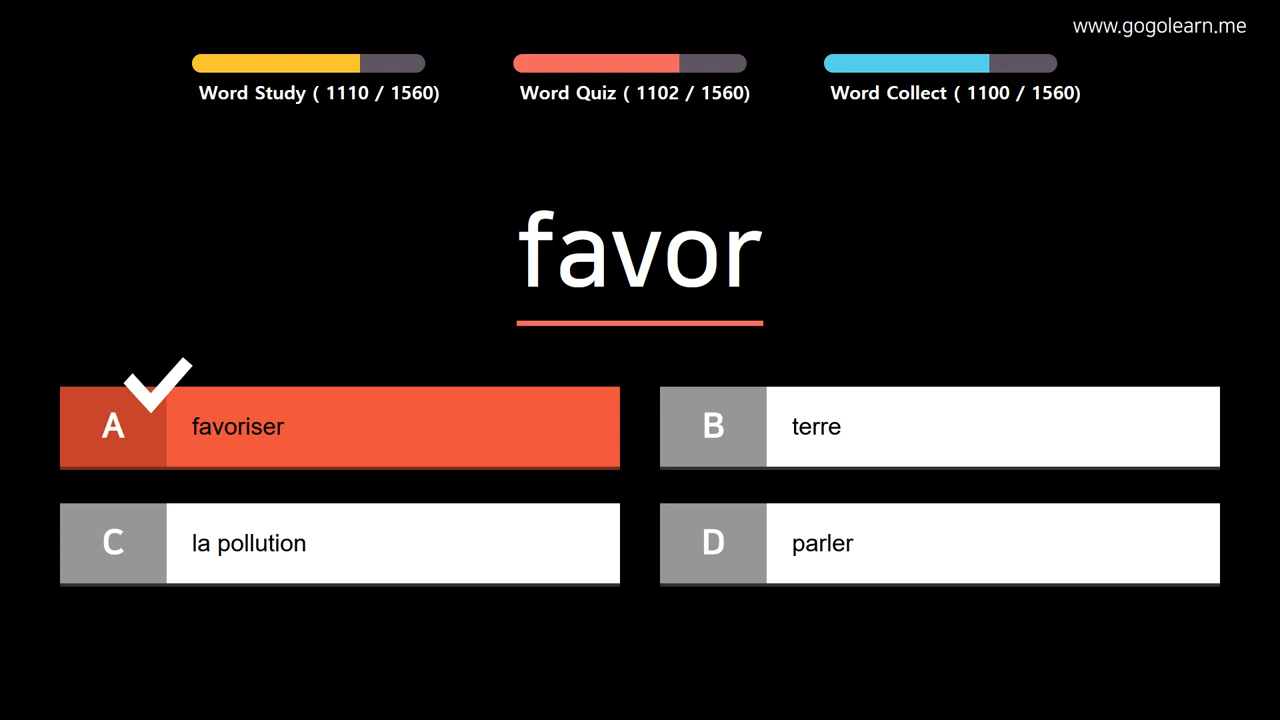 www.gogolearn.me
Word Study ( 1110 / 1560)
Word Quiz ( 1102 / 1560)
Word Collect ( 1100 / 1560)
favor
A favoriser
B terre
C la pollution
D parler